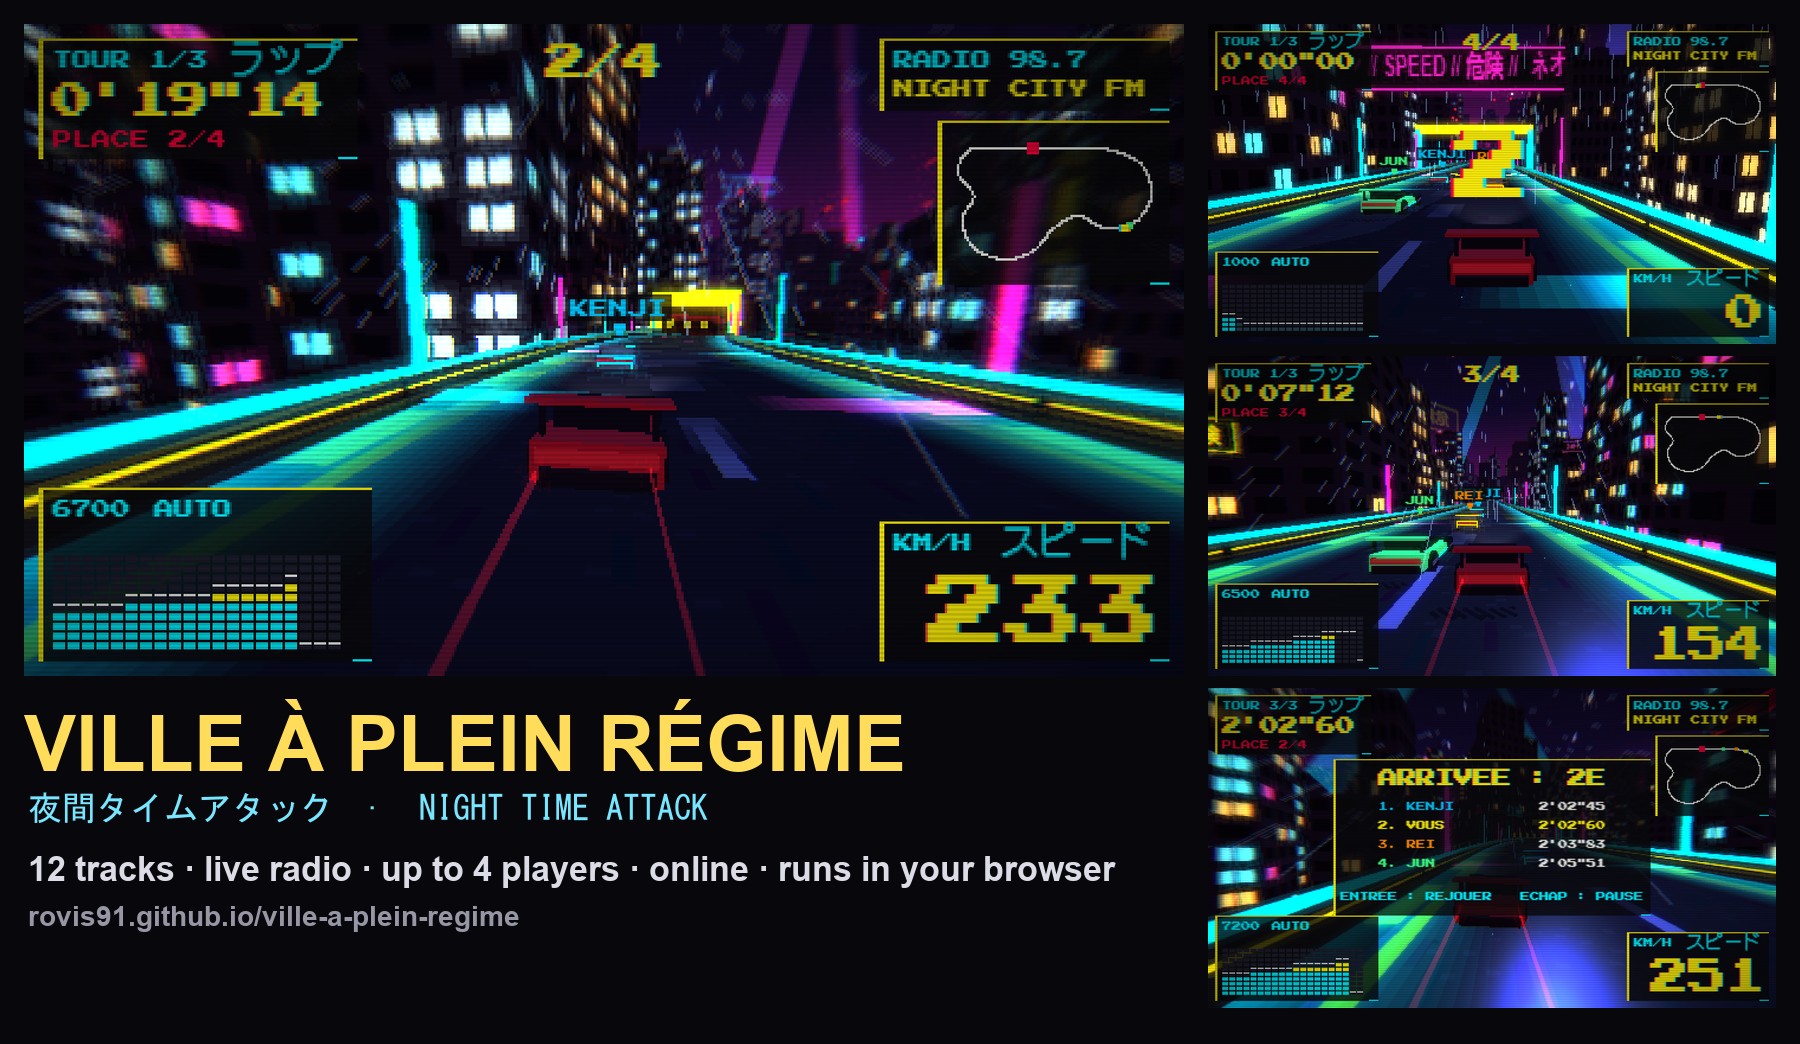 TOUR 1/3 ラップ
0'19"14
PLACE 2/4
2/4
RADIO 98.7
NIGHT CITY FM
KENJI
6700 AUTO
KM/H スピード
233
TOUR 1/3 ラップ
0'00"00
PLACE 4/4
4/4
// SPEED // 危険 // ネオ
RADIO 98.7
NIGHT CITY FM
2
JUN
KENJI
1000 AUTO
KM/H スピード
0
TOUR 1/3 ラップ
0'07"12
PLACE 3/4
3/4
RADIO 98.7
NIGHT CITY FM
JUN
REI
6500 AUTO
KM/H スピード
154
TOUR 3/3 ラップ
2'02"60
PLACE 2/4
RADIO 98.7
NIGHT CITY FM
ARRIVEE : 2E
1. KENJI 2'02"45
2. VOUS 2'02"60
3. REI 2'03"83
4. JUN 2'05"51
ENTREE : REJOUER ECHAP : PAUSE
7200 AUTO
KM/H スピード
251
VILLE À PLEIN RÉGIME
夜間タイムアタック · NIGHT TIME ATTACK
12 tracks · live radio · up to 4 players · online · runs in your browser
rovis91.github.io/ville-a-plein-regime